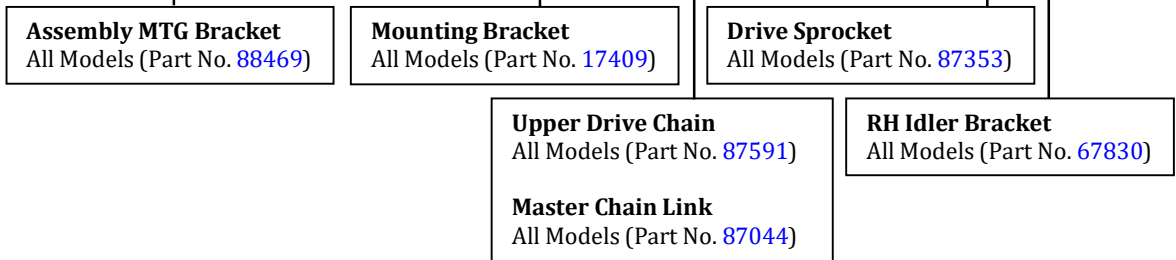 Assembly MTG Bracket
All Models (Part No. 88469)
Mounting Bracket
All Models (Part No. 17409)
Drive Sprocket
All Models (Part No. 87353)
Upper Drive Chain
All Models (Part No. 87591)
Master Chain Link
All Models (Part No. 87044)
RH Idler Bracket
All Models (Part No. 67830)